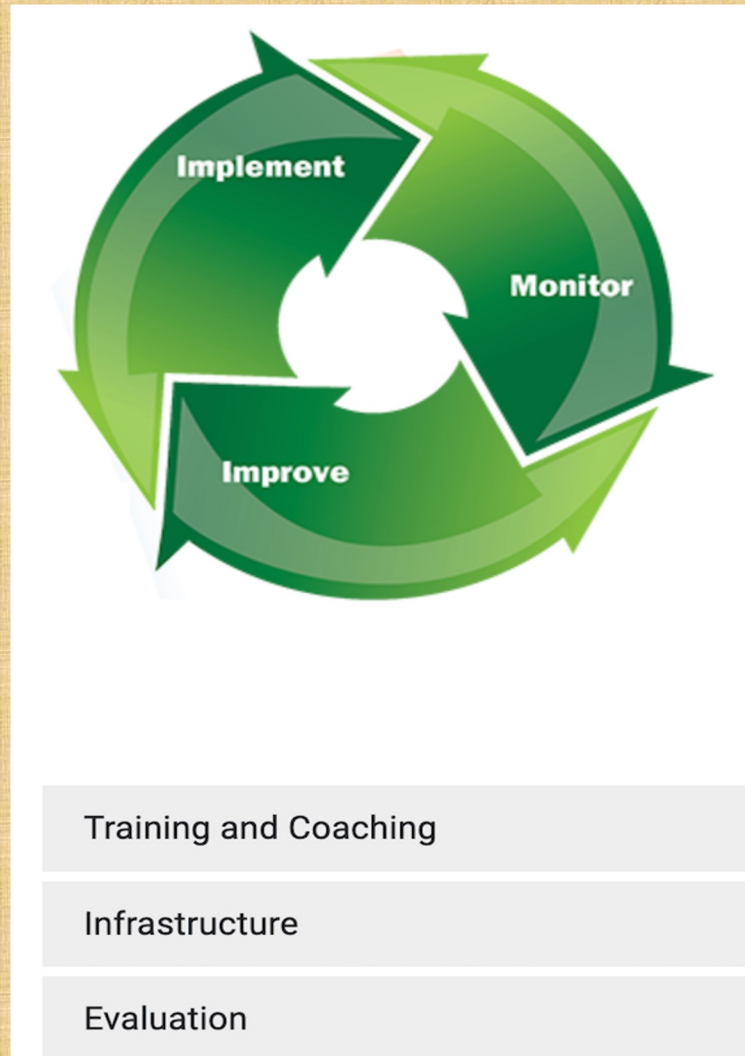 Implement
Monitor
Improve
Training and Coaching
Infrastructure
Evaluation